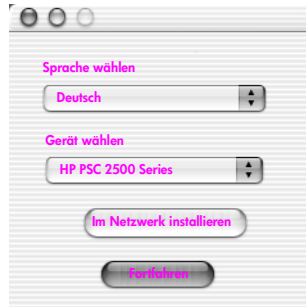 Sprache wählen
Deutsch
Gerät wählen
HP PSC 2500 Series
Im Netzwerk installieren
Fortfahren